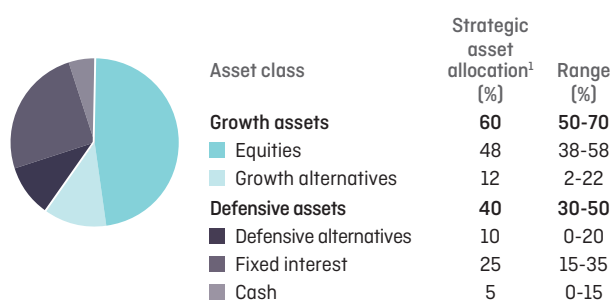 Strategic
asset
Asset class allocation¹ Range
(%) (%)
Growth assets 60 50-70
Equities 48 38-58
Growth alternatives 12 2-22
Defensive assets 40 30-50
Defensive alternatives 10 0-20
Fixed interest 25 15-35
Cash 5 0-15